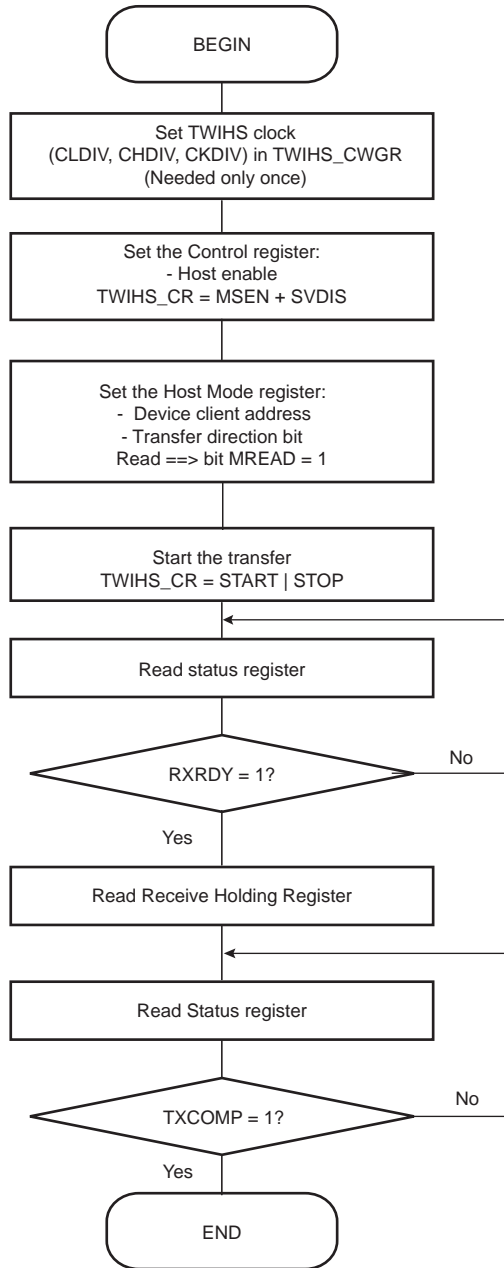 BEGIN
Set TWIHS clock
(CLDIV, CHDIV, CKDIV) in TWIHS_CWGR
(Needed only once)
Set the Control register:
- Host enable
TWIHS_CR = MSEN + SVDIS
Set the Host Mode register:
- Device client address
- Transfer direction bit
Read ==> bit MREAD = 1
Start the transfer
TWIHS_CR = START | STOP
Read status register
RXRDY = 1?
No
Yes
Read Receive Holding Register
Read Status register
TXCOMP = 1?
No
Yes
END